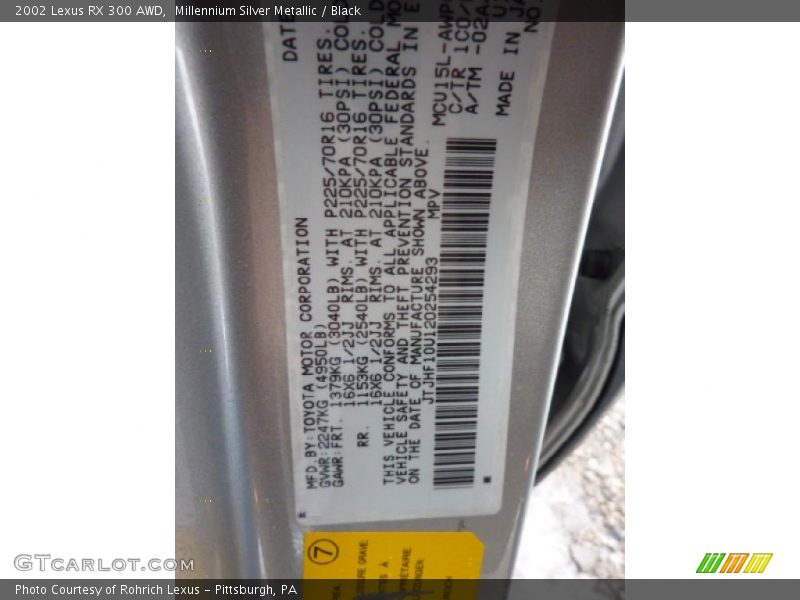 2002 Lexus RX 300 AWD, Millennium Silver Metallic / Black
DATE
MFD. BY: TOYOTA MOTOR CORPORATION
GVWR: 2247KG (4950LB)
GAWR: FRT. 1379KG (3040LB) WITH P225/70R16 TIRES.
16X6 1/2JJ RIMS. AT 210KPA (30PSI) COLD
RR. 1153KG (2540LB) WITH P225/70R16 TIRES.
16X6 1/2JJ RIMS. AT 210KPA (30PSI) COLD
THIS VEHICLE CONFORMS TO ALL APPLICABLE FEDERAL MO
VEHICLE SAFETY AND THEFT PREVENTION STANDARDS IN E
ON THE DATE OF MANUFACTURE SHOWN ABOVE.
JTJHF10U120254293 MPV
MCU15L-AWP
C/TR 1C0/
A/TM -02A
MADE IN JA
NO.
7
GTCarLot.com
Photo Courtesy of Rohrich Lexus - Pittsburgh, PA